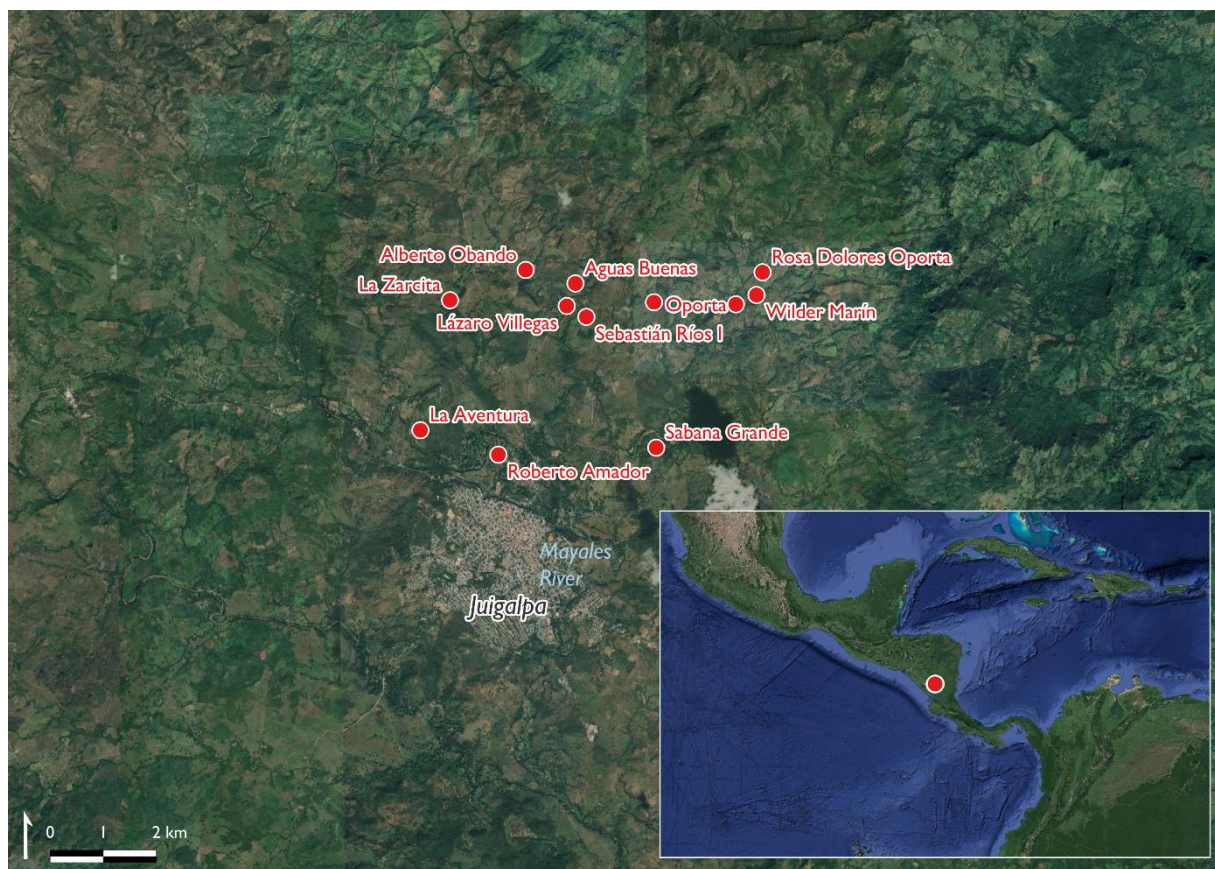 Alberto Obando
Rosa Dolores Oporta
Aguas Buenas
La Zarcita
Oporta
Wilder Marín
Lázaro Villegas
Sebastián Ríos I
La Aventura
Sabana Grande
Roberto Amador
Mayales
River
Juigalpa
0 1 2 km